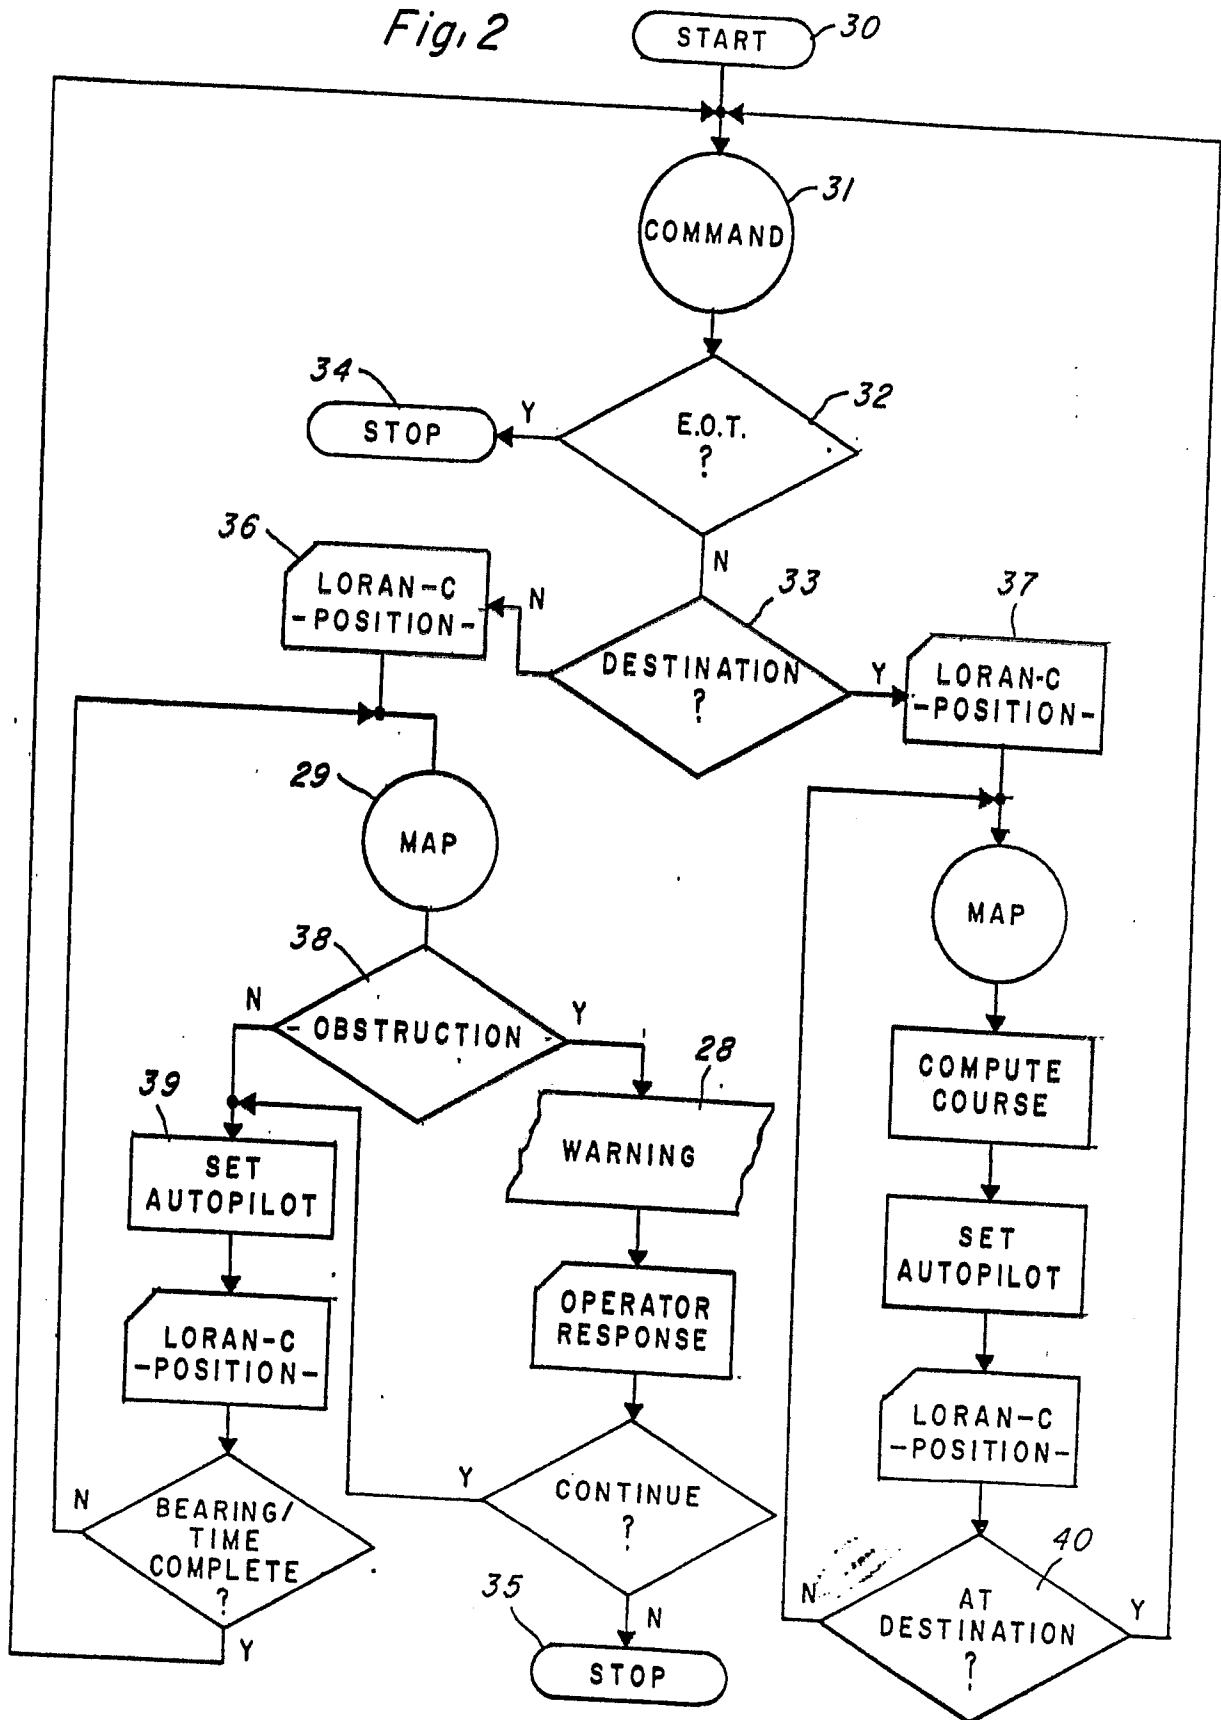 Fig. 2
START
30
COMMAND
31
E.O.T.
?
32
Y
STOP
34
N
DESTINATION
?
33
N
LORAN-C
-POSITION-
36
Y
LORAN-C
-POSITION-
37
MAP
29
- OBSTRUCTION
38
N
Y
SET
AUTOPILOT
39
LORAN-C
-POSITION-
BEARING/
TIME
COMPLETE
?
N
Y
WARNING
28
OPERATOR
RESPONSE
CONTINUE
?
Y
N
STOP
35
MAP
COMPUTE
COURSE
SET
AUTOPILOT
LORAN-C
-POSITION-
AT
DESTINATION
?
40
N
Y